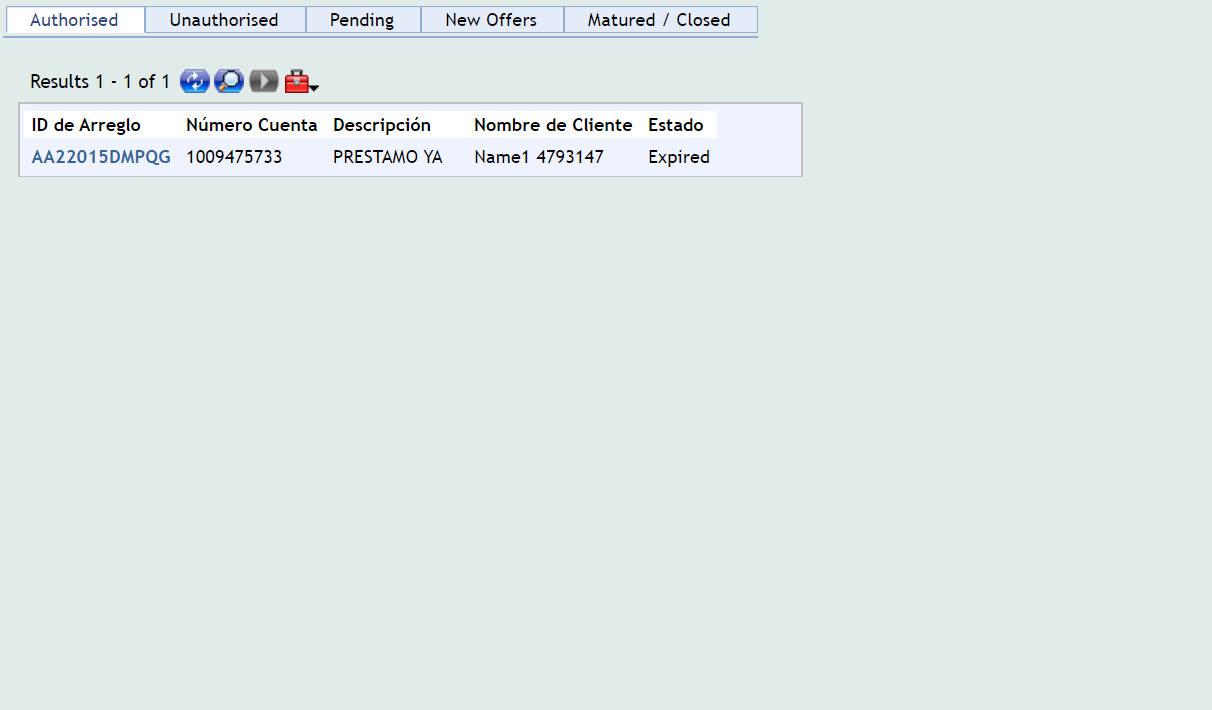 Authorised Unauthorised Pending New Offers Matured / Closed
Results 1 - 1 of 1
ID de Arreglo Número Cuenta Descripción Nombre de Cliente Estado
AA22015DMPQG 1009475733 PRESTAMO YA Name1 4793147 Expired